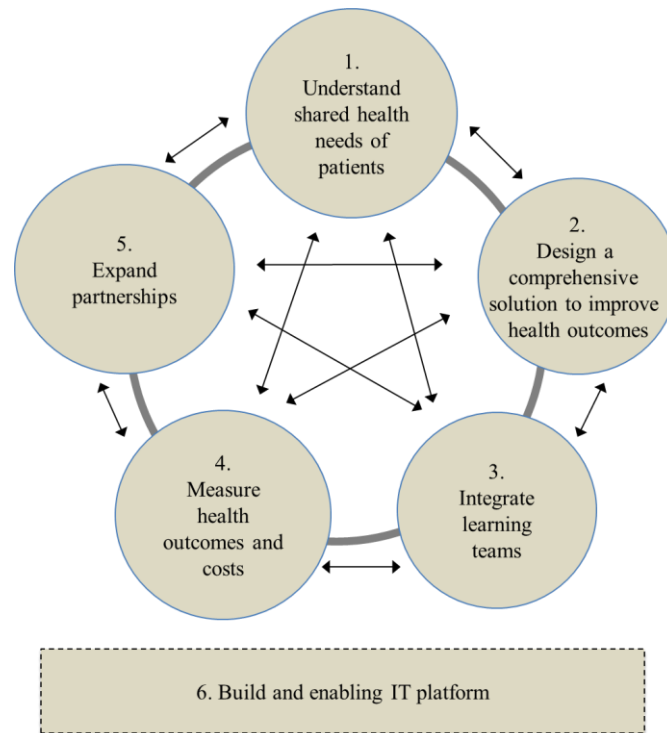 1.
Understand
shared health
needs of
patients
2.
Design a
comprehensive
solution to improve
health outcomes
3.
Integrate
learning
teams
4.
Measure
health
outcomes and
costs
5.
Expand
partnerships
6. Build and enabling IT platform